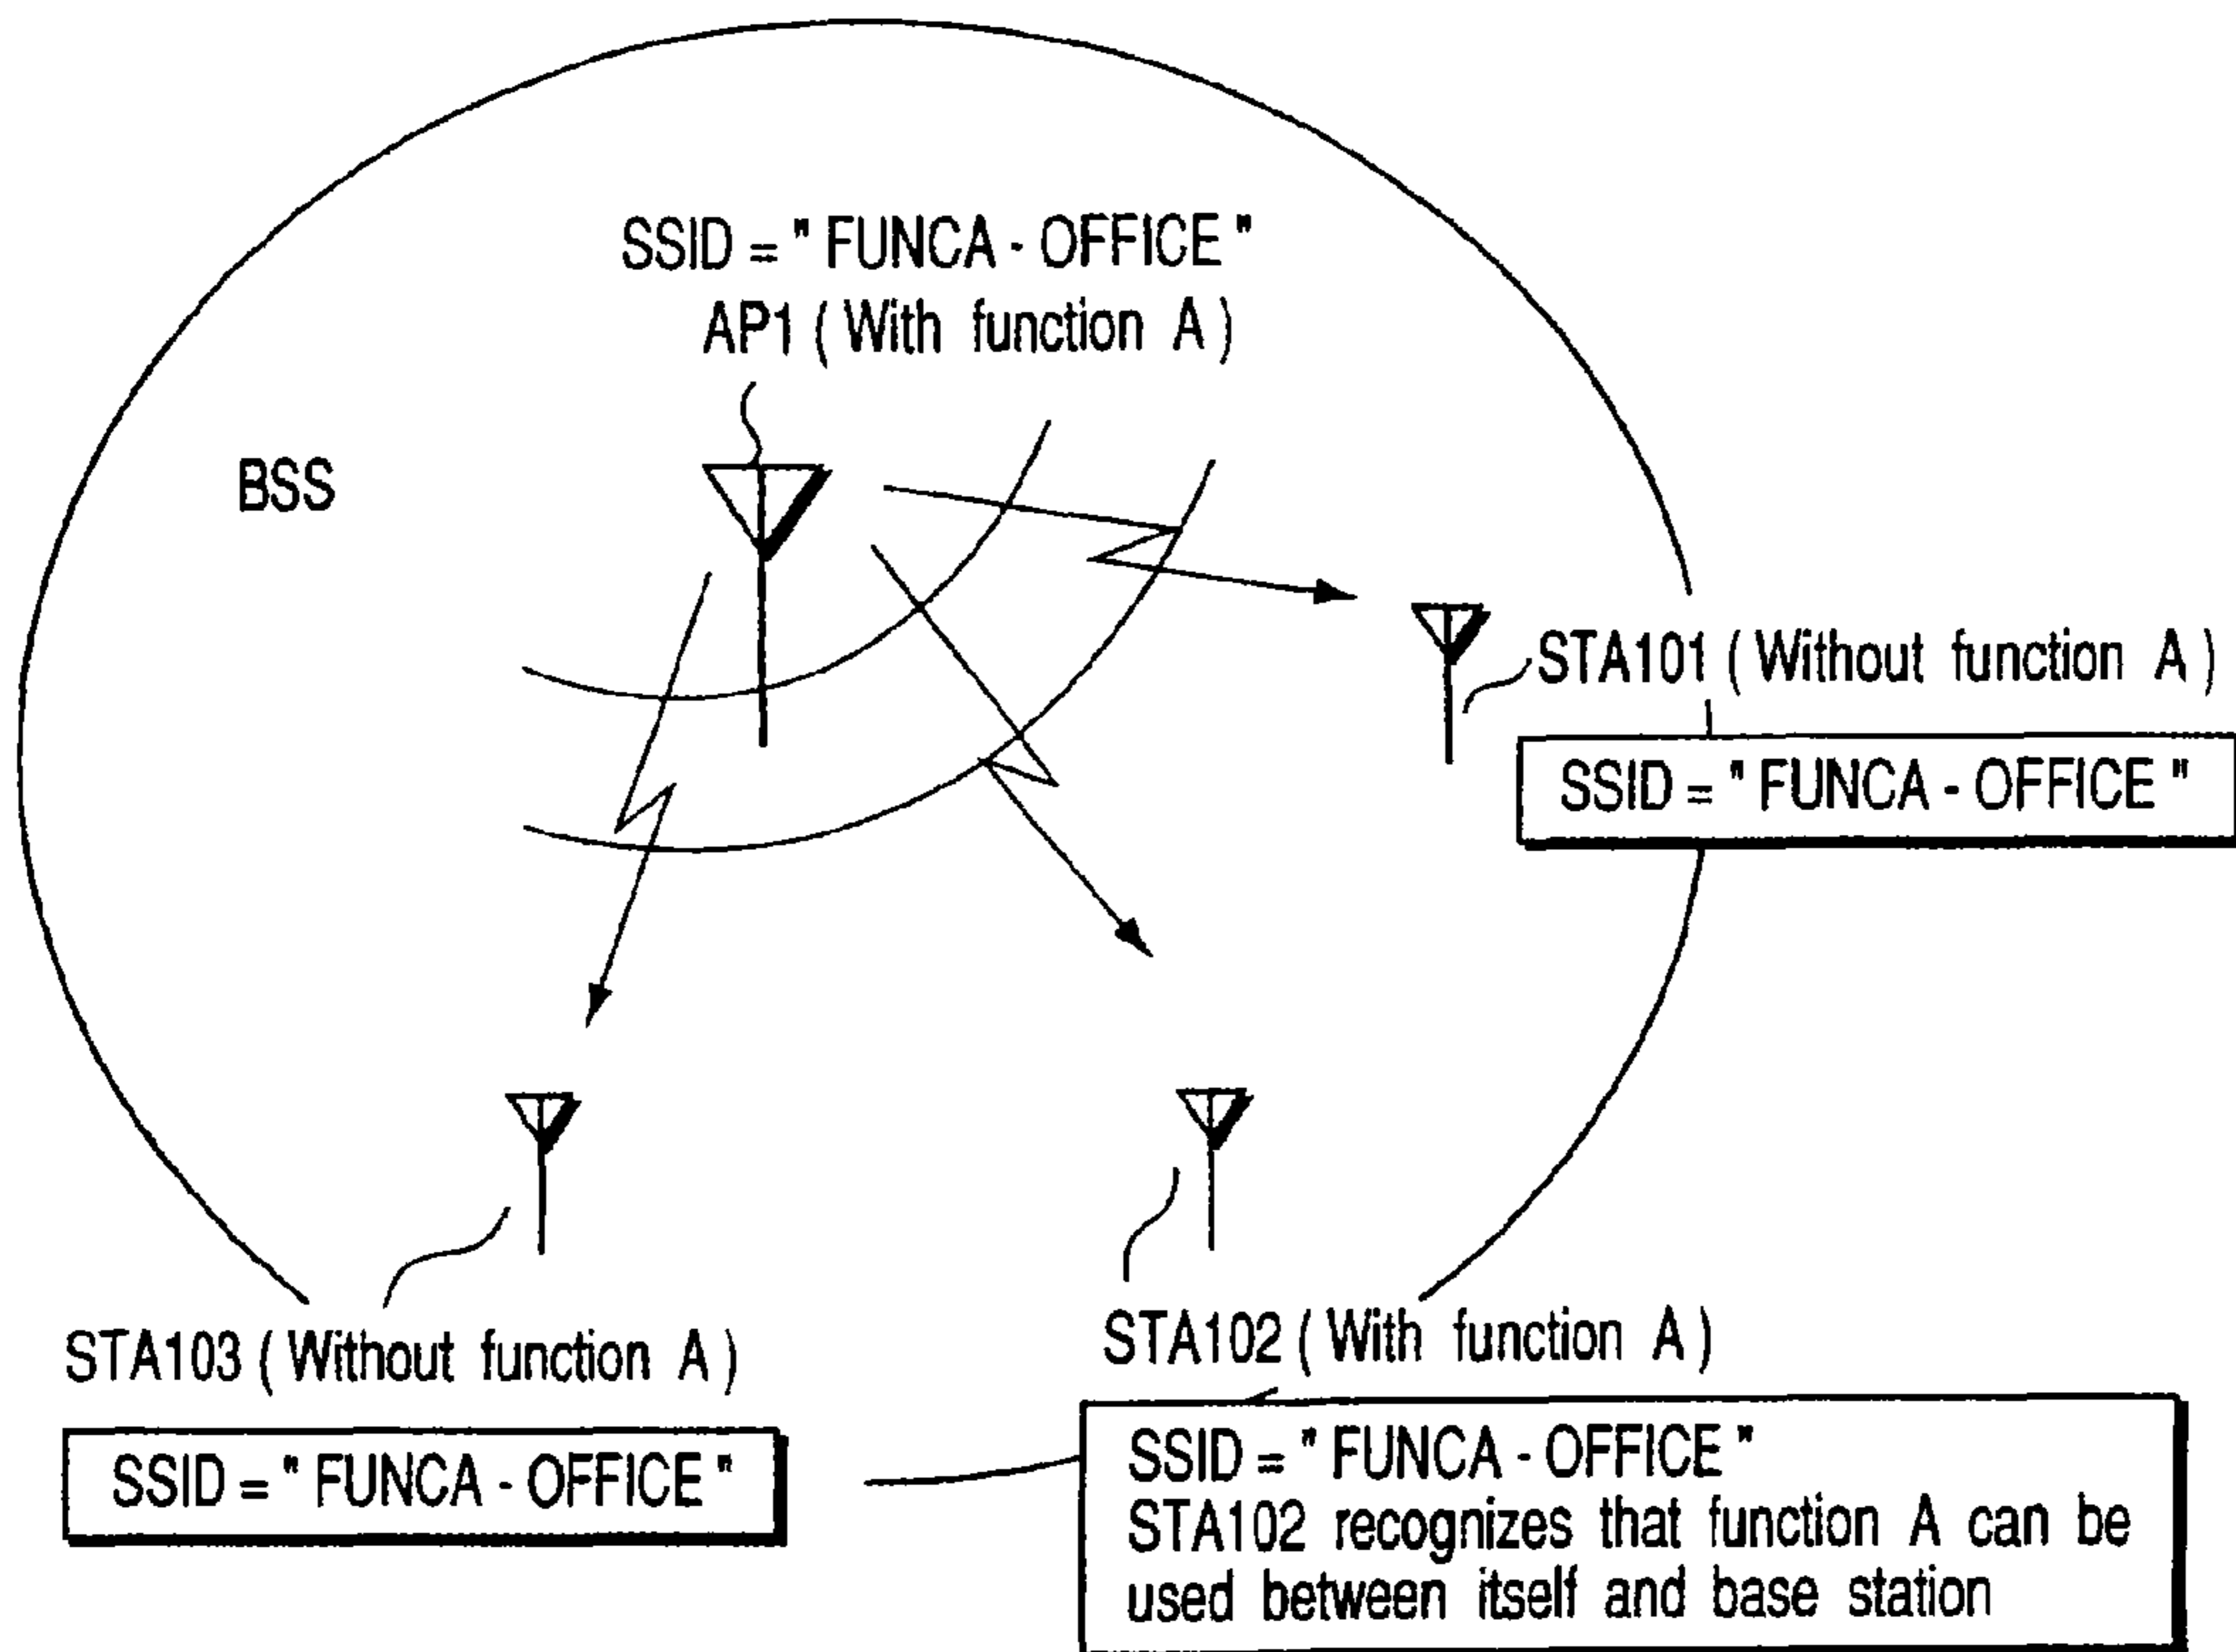 SSID = " FUNCA - OFFICE "
AP1 ( With function A )
BSS
STA101 ( Without function A )
SSID = " FUNCA - OFFICE "
STA103 ( Without function A )
SSID = " FUNCA - OFFICE "
STA102 ( With function A )
SSID = " FUNCA - OFFICE "
STA102 recognizes that function A can be
used between itself and base station